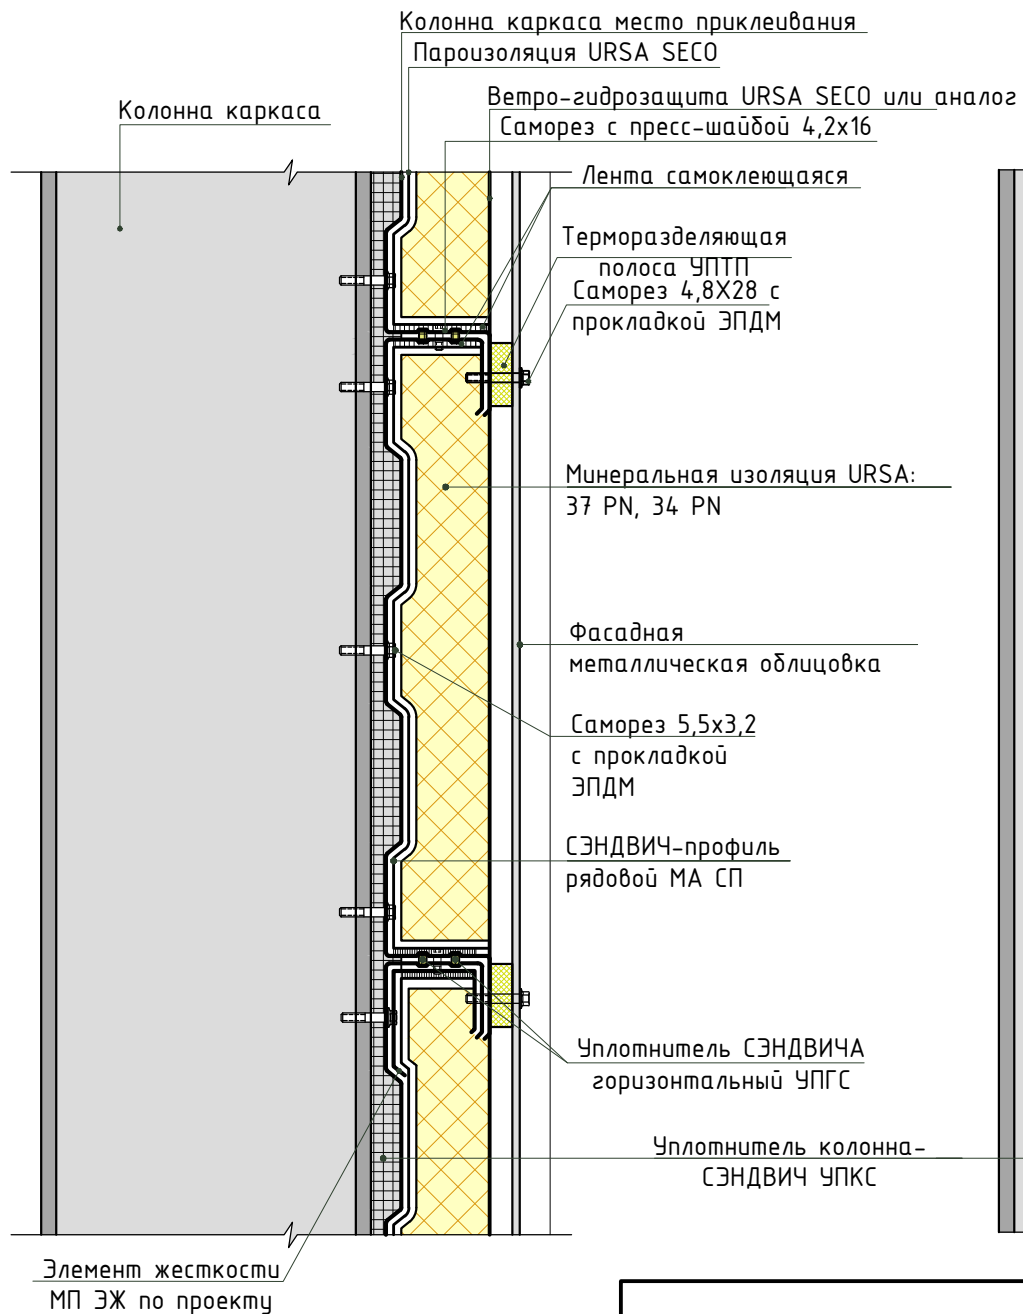 Колонна каркаса место приклеивания
Пароизоляция URSA SECO
Ветро-гидрозащита URSA SECO или аналог
Колонна каркаса
Саморез с пресс-шайбой 4,2х16
Лента самоклеющаяся
Терморазделяющая
полоса УПТП
Саморез 4,8Х28 с
прокладкой ЭПДМ
Минеральная изоляция URSA:
37 PN, 34 PN
Фасадная
металлическая облицовка
Саморез 5,5х3,2
с прокладкой
ЭПДМ
СЭНДВИЧ-профиль
рядовой МА СП
Уплотнитель СЭНДВИЧА
горизонтальный УПГС
Уплотнитель колонна-
СЭНДВИЧ УПКС
Элемент жесткости
МП ЭЖ по проекту